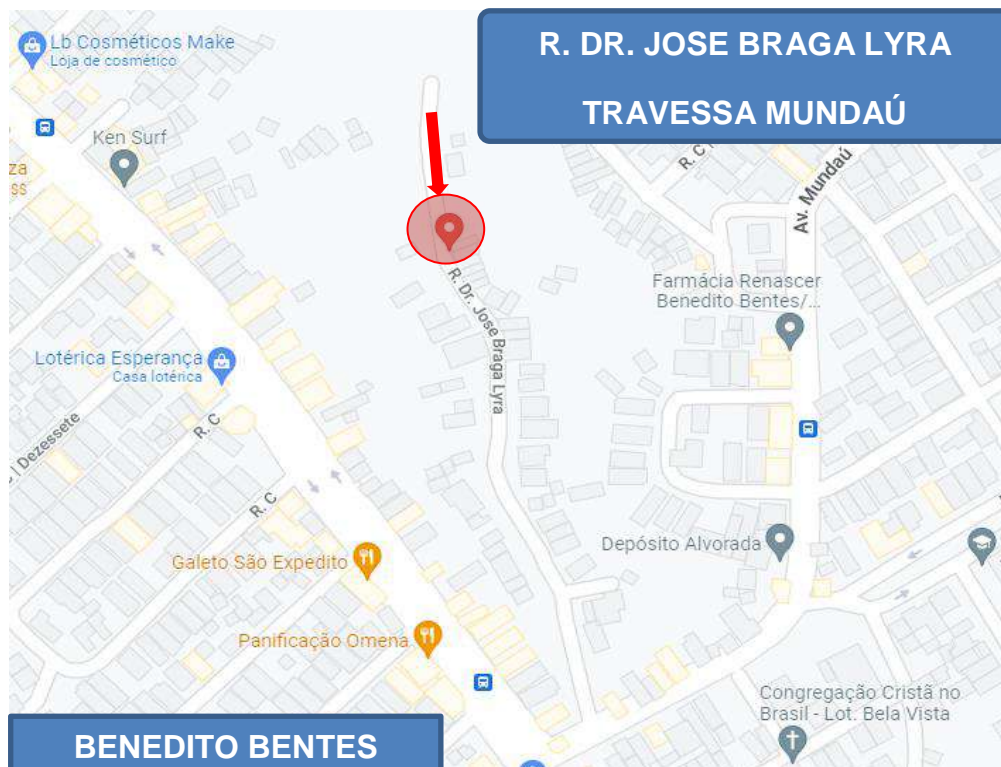 R. DR. JOSE BRAGA LYRA
TRAVESSA MUNDAÚ
Lb Cosméticos Make
Loja de cosmético
Ken Surf
za
ss
R. C
Av. Mundaú
R. Dr. Jose Braga Lyra
Farmácia Renascer
Benedito Bentes/...
Lotérica Esperança
Casa lotérica
R. C
Dezessete
R. C
Galeto São Expedito
Depósito Alvorada
Panificação Omena
Congregação Cristã no
Brasil - Lot. Bela Vista
BENEDITO BENTES